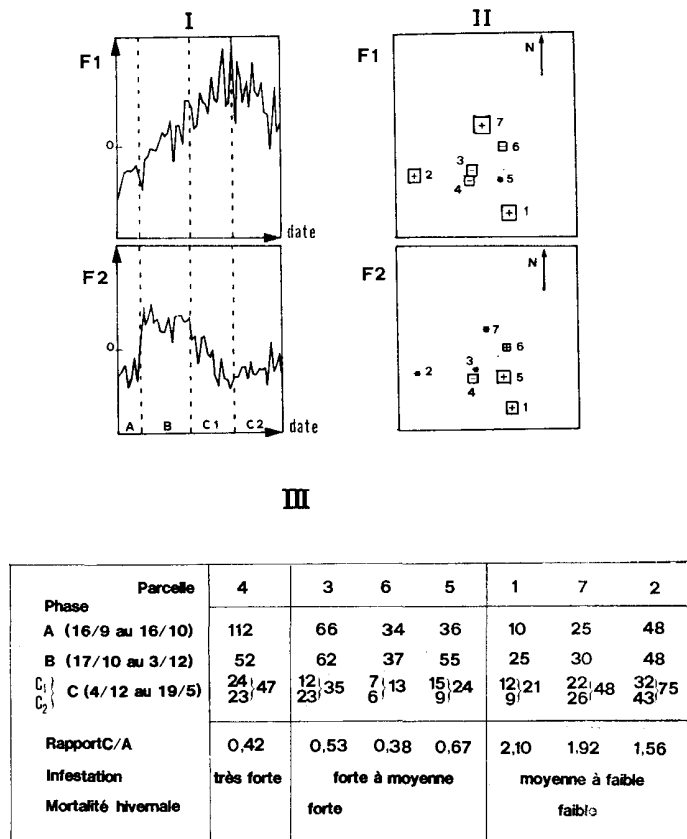 I
II
F1
O
date
F1
N
7
6
3
2
4
5
1
F2
O
A B C1 C2
date
F2
N
7
6
3
2
5
4
1
III
Parcelle 4 3 6 5 1 7 2
Phase
A (16/9 au 16/10) 112 66 34 36 10 25 48
B (17/10 au 3/12) 52 62 37 55 25 30 48
C1 C2 } C (4/12 au 19/5) 24 23 } 47 12 23 } 35 7 6 } 13 15 9 } 24 12 9 } 21 22 26 } 48 32 43 } 75
Rapport C/A 0,42 0,53 0,38 0,67 2,10 1,92 1,56
Infestation très forte forte à moyenne moyenne à faible
Mortalité hivernale forte faible